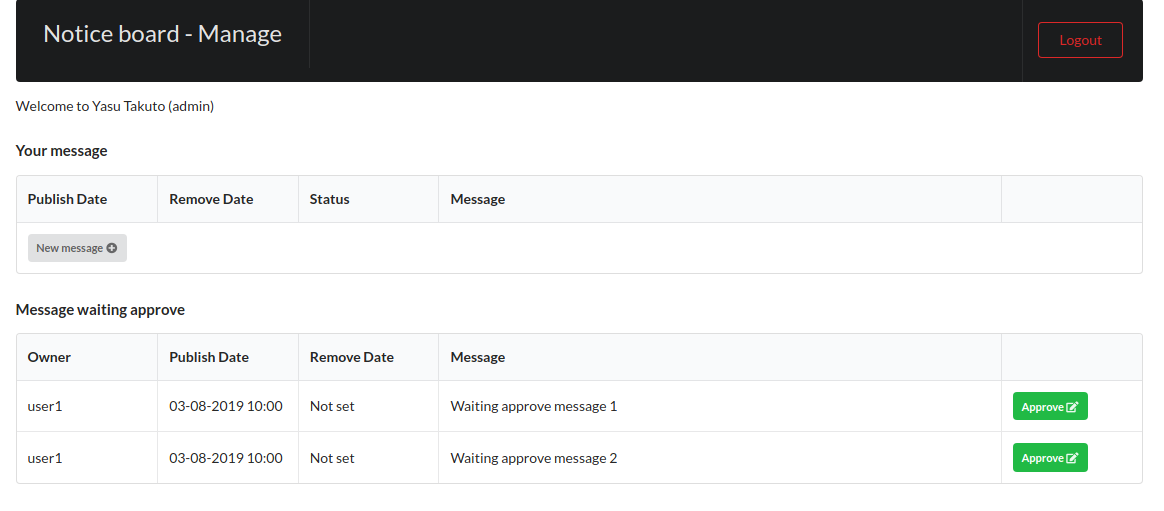 Notice board - Manage
Logout
Welcome to Yasu Takuto (admin)
Your message
Publish Date Remove Date Status Message
New message
Message waiting approve
Owner Publish Date Remove Date Message
user1 03-08-2019 10:00 Not set Waiting approve message 1 Approve
user1 03-08-2019 10:00 Not set Waiting approve message 2 Approve